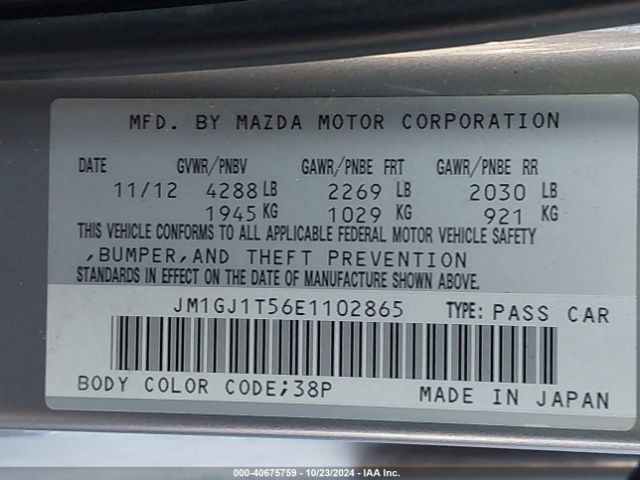 MFD. BY MAZDA MOTOR CORPORATION
DATE GVWR/PNBV GAWR/PNBE FRT GAWR/PNBE RR
11/12 4288 LB 2269 LB 2030 LB
1945 KG 1029 KG 921 KG
THIS VEHICLE CONFORMS TO ALL APPLICABLE FEDERAL MOTOR VEHICLE SAFETY
,BUMPER,AND THEFT PREVENTION
STANDARDS IN EFFECT ON THE DATE OF MANUFACTURE SHOWN ABOVE.
JM1GJ1T56E1102865 TYPE: PASS CAR
BODY COLOR CODE;38P MADE IN JAPAN
000-40675759 - 10/23/2024 - IAA Inc.